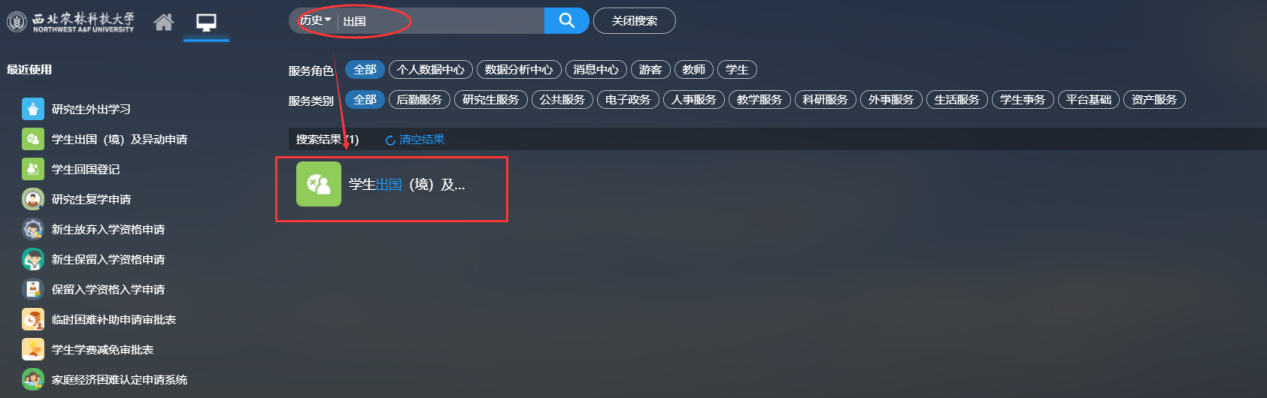 西北农林科技大学
NORTHWEST A&F UNIVERSITY
历史 出国 关闭搜索
最近使用
研究生外出学习
学生出国（境）及异动申请
学生回国登记
研究生复学申请
新生放弃入学资格申请
新生保留入学资格申请
保留入学资格入学申请
临时困难补助申请审批表
学生学费减免审批表
家庭经济困难认定申请系统
服务角色 全部 个人数据中心 数据分析中心 消息中心 游客 教师 学生
服务类别 全部 后勤服务 研究生服务 公共服务 电子政务 人事服务 教学服务 科研服务 外事服务 生活服务 学生事务 平台基础 资产服务
搜索结果 (1) 清空结果
学生出国（境）及...